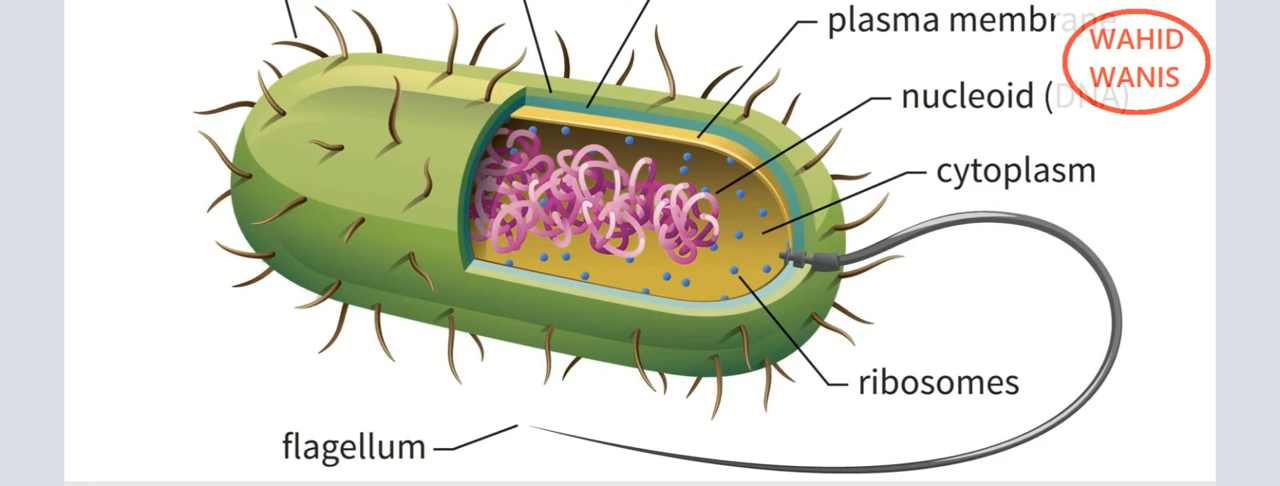 plasma membrane
WAHID
WANIS
nucleoid (DNA)
cytoplasm
ribosomes
flagellum